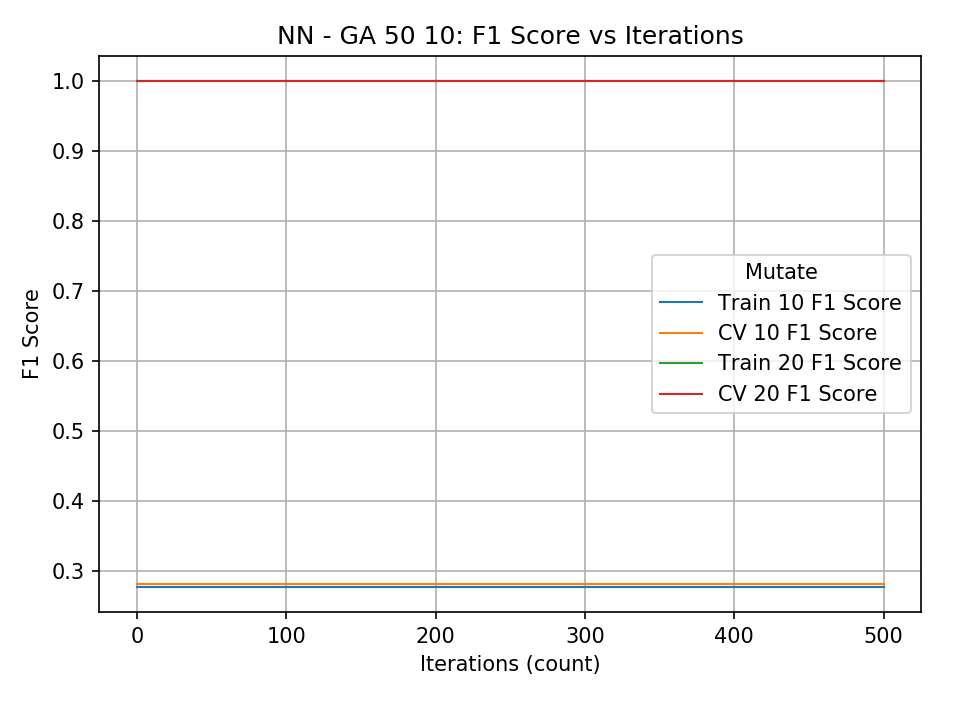 NN - GA 50 10: F1 Score vs Iterations
1.0
0.9
0.8
0.7
0.6
0.5
0.4
0.3
F1 Score
Mutate
Train 10 F1 Score
CV 10 F1 Score
Train 20 F1 Score
CV 20 F1 Score
0 100 200 300 400 500
Iterations (count)